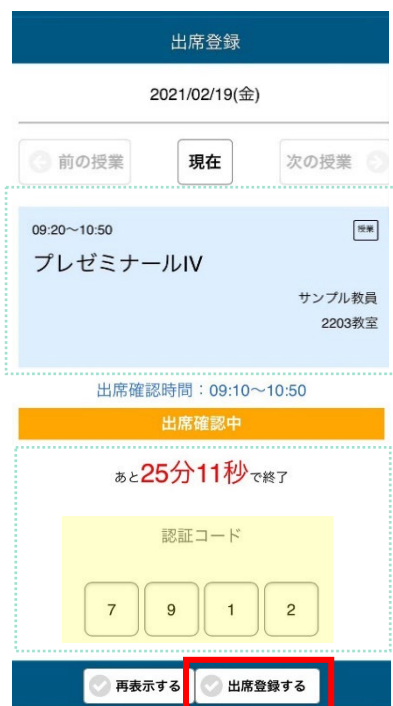 出席登録
2021/02/19(金)
前の授業 現在 次の授業
09:20～10:50 授業
プレゼミナールIV
サンプル教員
2203教室
出席確認時間：09:10～10:50
出席確認中
あと25分11秒で終了
認証コード
7 9 1 2
再表示する 出席登録する